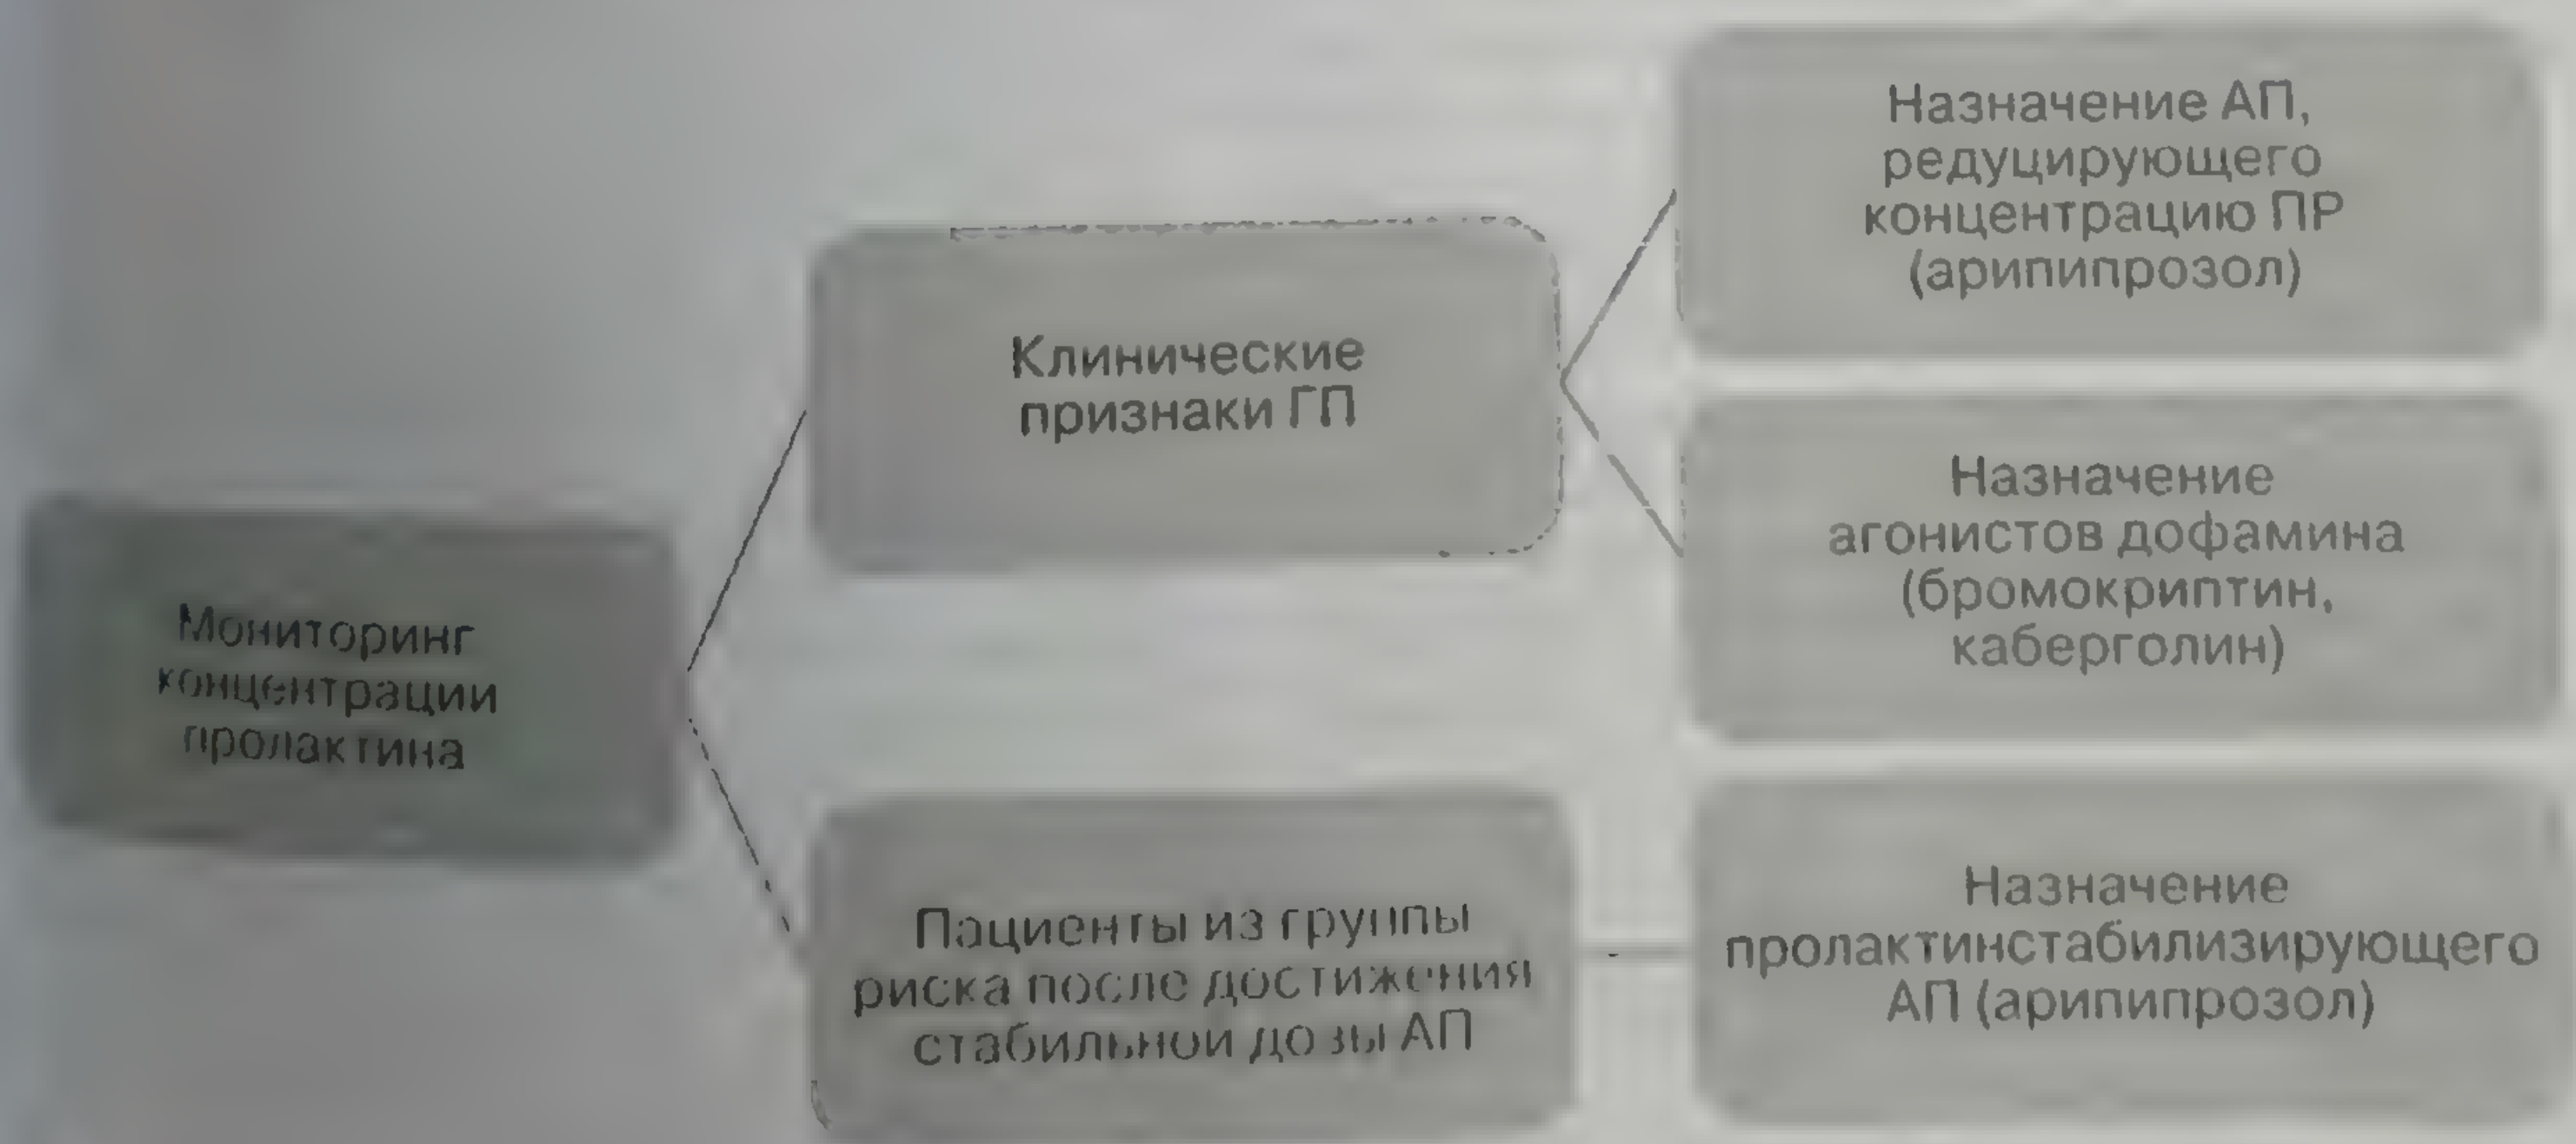 Мониторинг
концентрации
пролактина
Клинические
признаки ГП
Пациенты из группы
риска после достижения
стабильной дозы АП
Назначение АП,
редуцирующего
концентрацию ПР
(арипипрозол)
Назначение
агонистов дофамина
(бромокриптин,
каберголин)
Назначение
пролактинстабилизирующего
АП (арипипрозол)